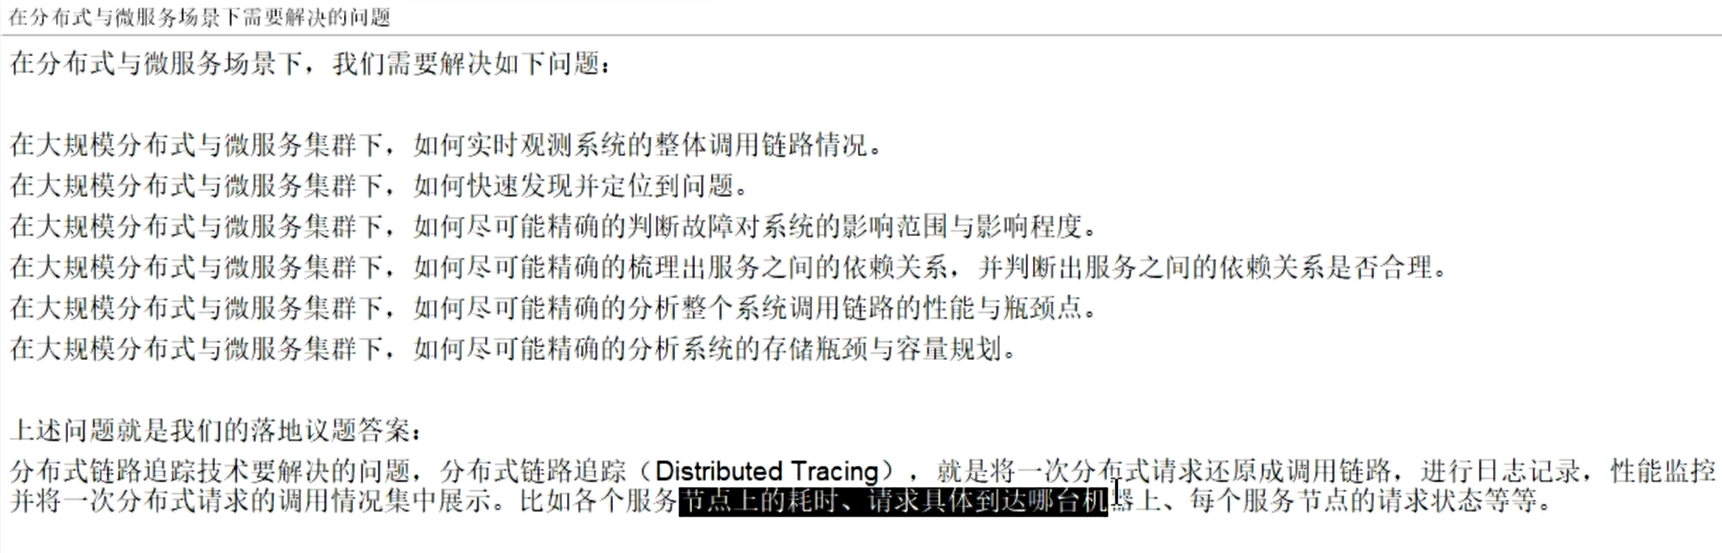 在分布式与微服务场景下需要解决的问题
在分布式与微服务场景下，我们需要解决如下问题：
在大规模分布式与微服务集群下，如何实时观测系统的整体调用链路情况。
在大规模分布式与微服务集群下，如何快速发现并定位到问题。
在大规模分布式与微服务集群下，如何尽可能精确的判断故障对系统的影响范围与影响程度。
在大规模分布式与微服务集群下，如何尽可能精确的梳理出服务之间的依赖关系，并判断出服务之间的依赖关系是否合理。
在大规模分布式与微服务集群下，如何尽可能精确的分析整个系统调用链路的性能与瓶颈点。
在大规模分布式与微服务集群下，如何尽可能精确的分析系统的存储瓶颈与容量规划。
上述问题就是我们的落地议题答案：
分布式链路追踪技术要解决的问题，分布式链路追踪（Distributed Tracing），就是将一次分布式请求还原成调用链路，进行日志记录，性能监控
并将一次分布式请求的调用情况集中展示。比如各个服务节点上的耗时、请求具体到达哪台机器上、每个服务节点的请求状态等等。